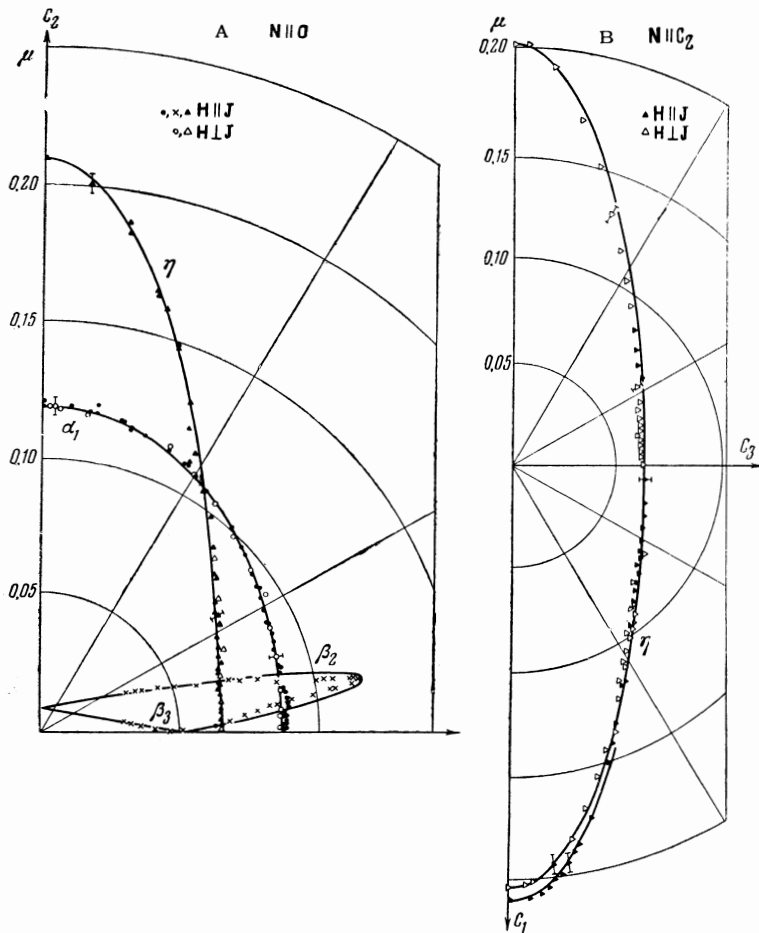 C₂
A N∥a
μ
•,×,▲ H∥J
○,△ H⊥J
0,20
η
0,15
α₁
0,10
0,05
β₂
β₃
μ
B N∥C₂
0,20
▲ H∥J
△ H⊥J
0,15
0,10
0,05
C₃
η
C₁